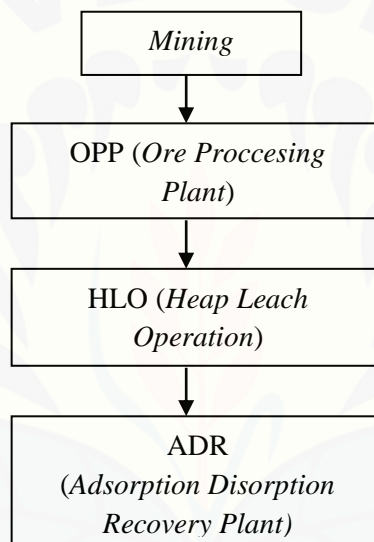 Mining
OPP (Ore Proccesing
Plant)
HLO (Heap Leach
Operation)
ADR
(Adsorption Disorption
Recovery Plant)